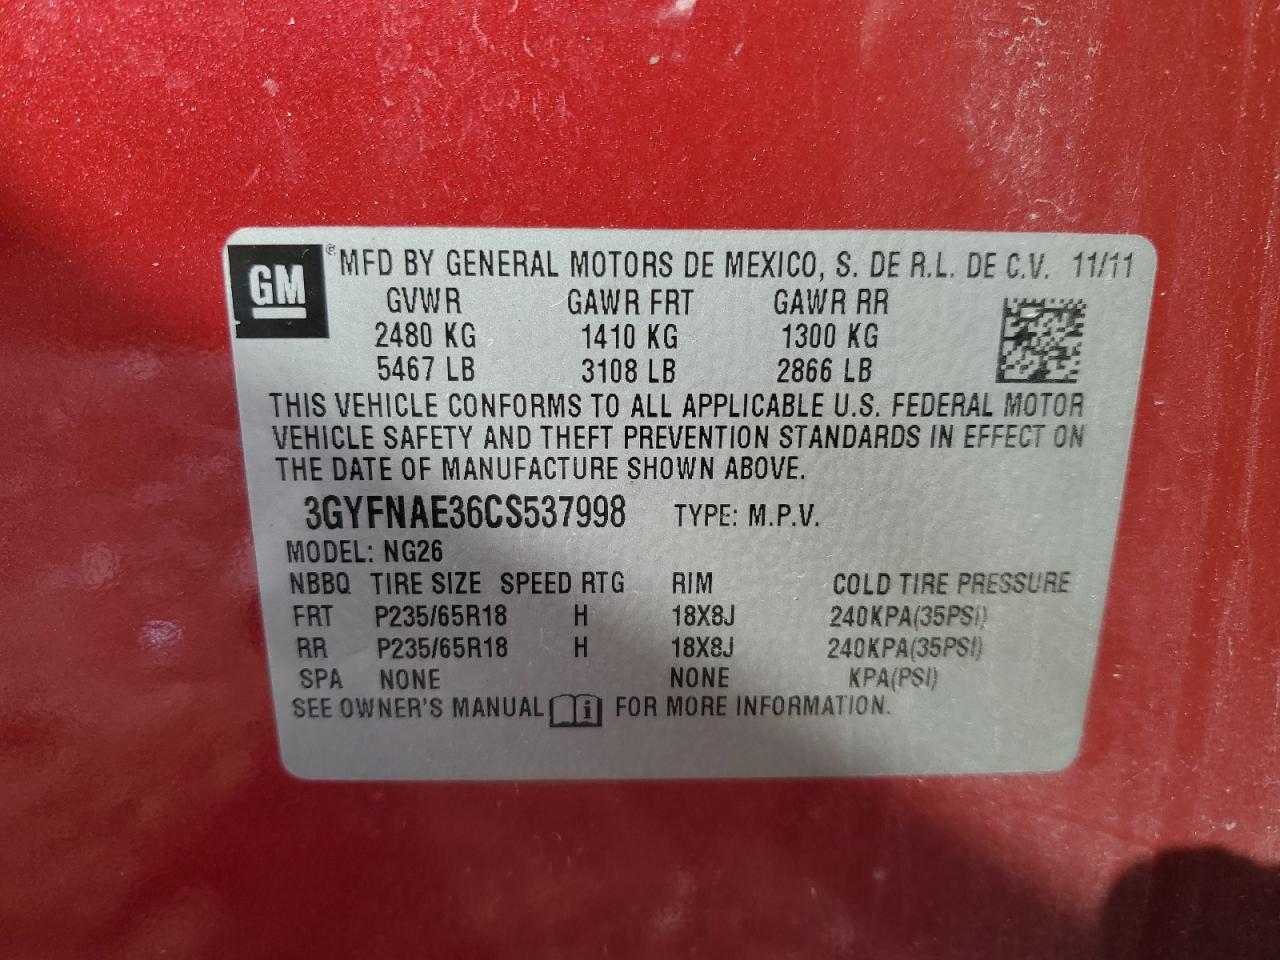 GM
® MFD BY GENERAL MOTORS DE MEXICO, S. DE R.L. DE C.V. 11/11
GVWR GAWR FRT GAWR RR
2480 KG 1410 KG 1300 KG
5467 LB 3108 LB 2866 LB
THIS VEHICLE CONFORMS TO ALL APPLICABLE U.S. FEDERAL MOTOR
VEHICLE SAFETY AND THEFT PREVENTION STANDARDS IN EFFECT ON
THE DATE OF MANUFACTURE SHOWN ABOVE.
3GYFNAE36CS537998 TYPE: M.P.V.
MODEL: NG26
NBBQ TIRE SIZE SPEED RTG RIM COLD TIRE PRESSURE
FRT P235/65R18 H 18X8J 240KPA(35PSI)
RR P235/65R18 H 18X8J 240KPA(35PSI)
SPA NONE NONE KPA(PSI)
SEE OWNER'S MANUAL i FOR MORE INFORMATION.